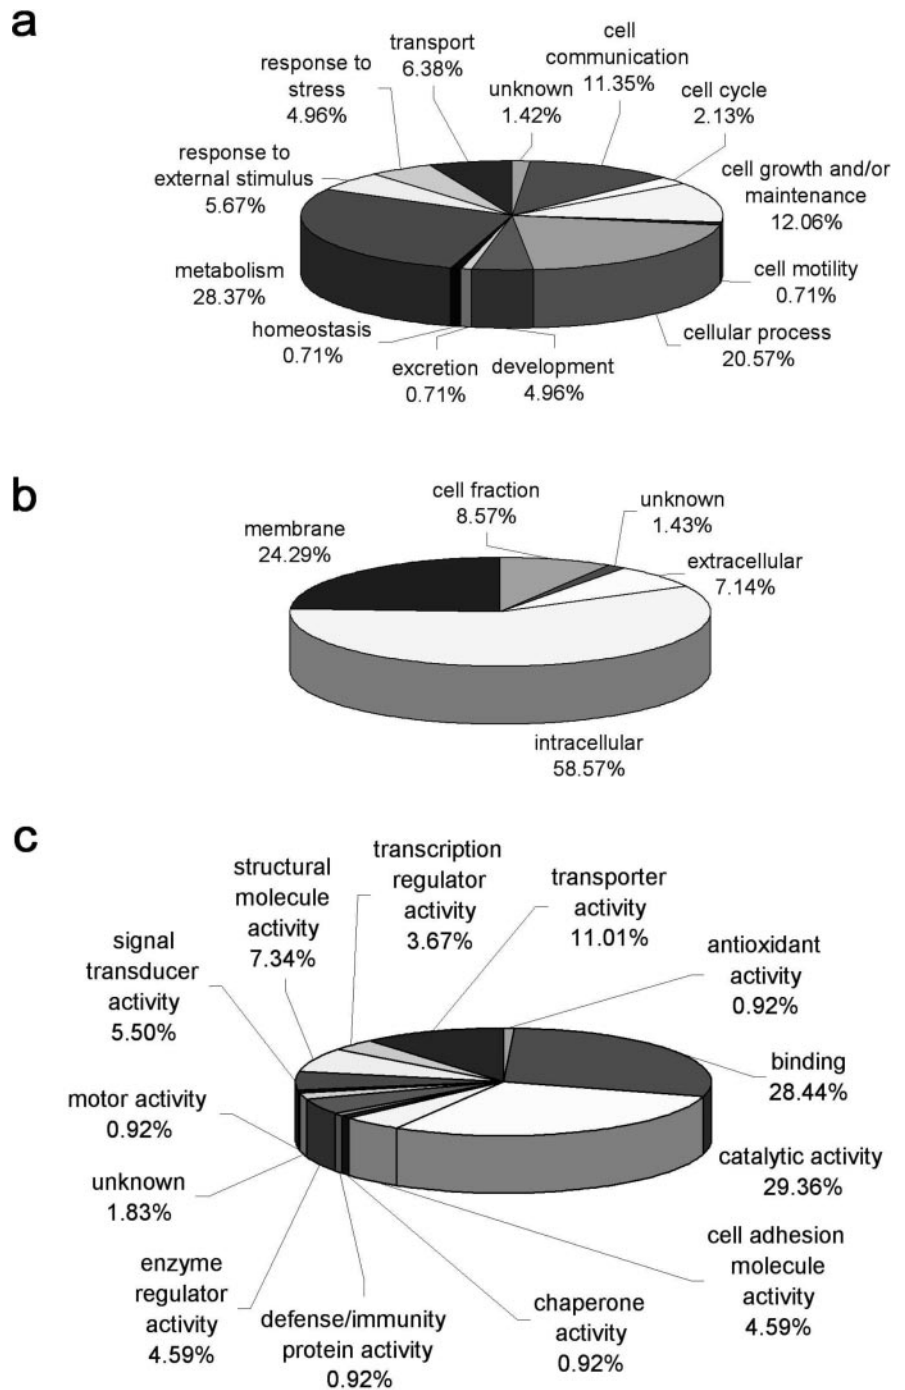 a
transport
6.38%
cell
communication
11.35%
response to
stress
4.96%
unknown
1.42%
cell cycle
2.13%
response to
external stimulus
5.67%
cell growth and/or
maintenance
12.06%
metabolism
28.37%
cell motility
0.71%
homeostasis
0.71%
cellular process
20.57%
excretion
0.71%
development
4.96%
b
cell fraction
8.57%
unknown
1.43%
membrane
24.29%
extracellular
7.14%
intracellular
58.57%
c
structural
molecule
activity
7.34%
transcription
regulator
activity
3.67%
transporter
activity
11.01%
signal
transducer
activity
5.50%
antioxidant
activity
0.92%
binding
28.44%
motor activity
0.92%
catalytic activity
29.36%
unknown
1.83%
cell adhesion
molecule
activity
4.59%
enzyme
regulator
activity
4.59%
defense/immunity
protein activity
0.92%
chaperone
activity
0.92%